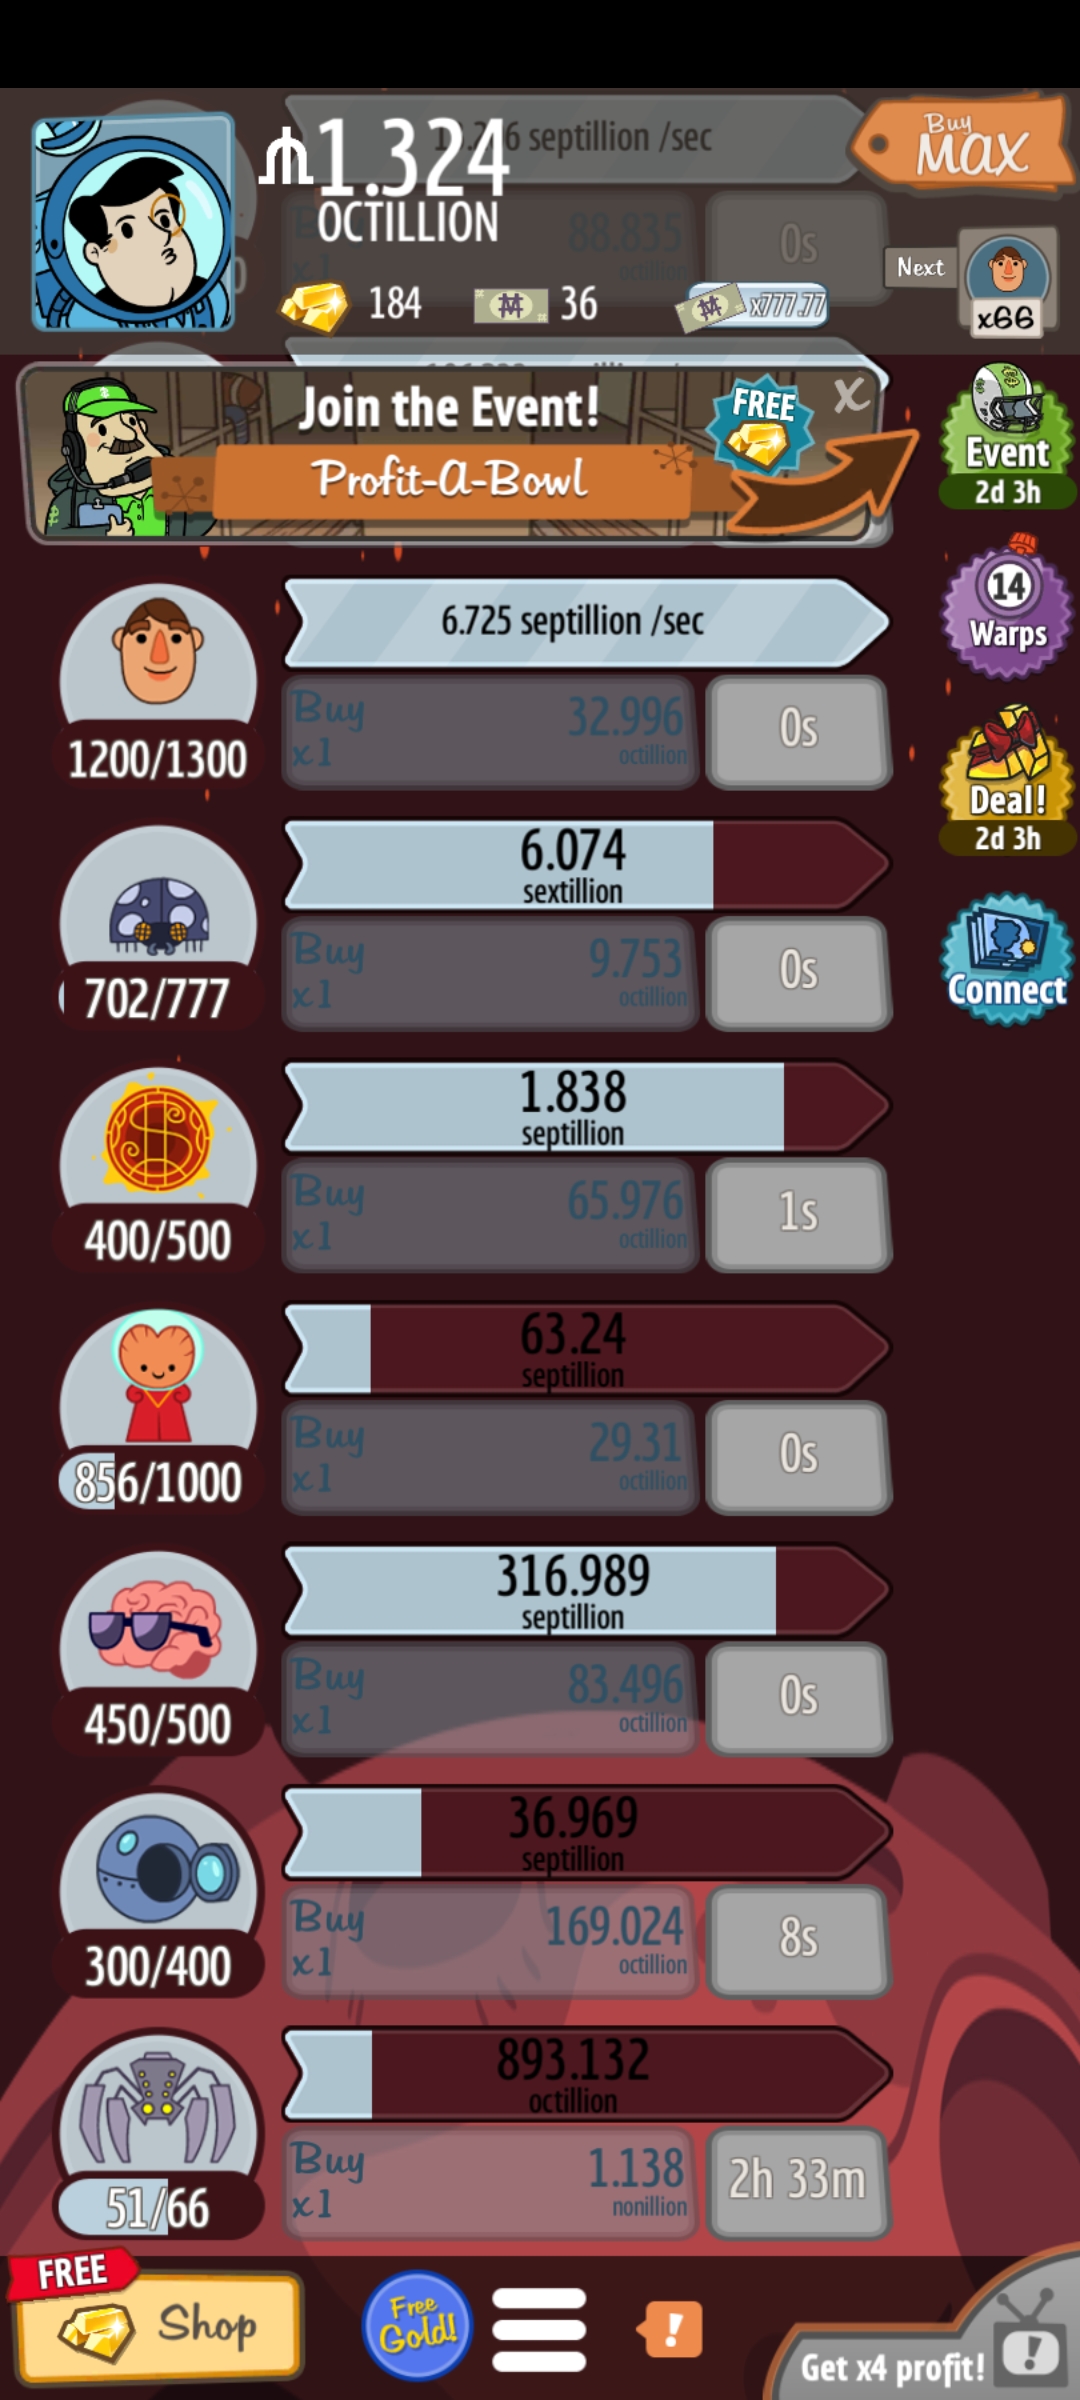 septillion /sec
Buy
MAX
1.324
OCTILLION
88.835
octillion
0s
Next
x66
184
36
x777.77
Join the Event!
FREE
X
Profit-A-Bowl
Event
2d 3h
14
Warps
6.725 septillion /sec
Buy
x1
32.996
octillion
0s
1200/1300
Deal!
2d 3h
6.074
sextillion
Buy
x1
9.753
octillion
0s
702/777
Connect
1.838
septillion
Buy
x1
65.976
octillion
1s
400/500
63.24
septillion
Buy
x1
29.31
octillion
0s
856/1000
316.989
septillion
Buy
x1
83.496
octillion
0s
450/500
36.969
septillion
Buy
x1
169.024
octillion
8s
300/400
893.132
octillion
Buy
x1
1.138
nonillion
2h 33m
51/66
FREE
Shop
Free
Gold!
!
Get x4 profit!
!